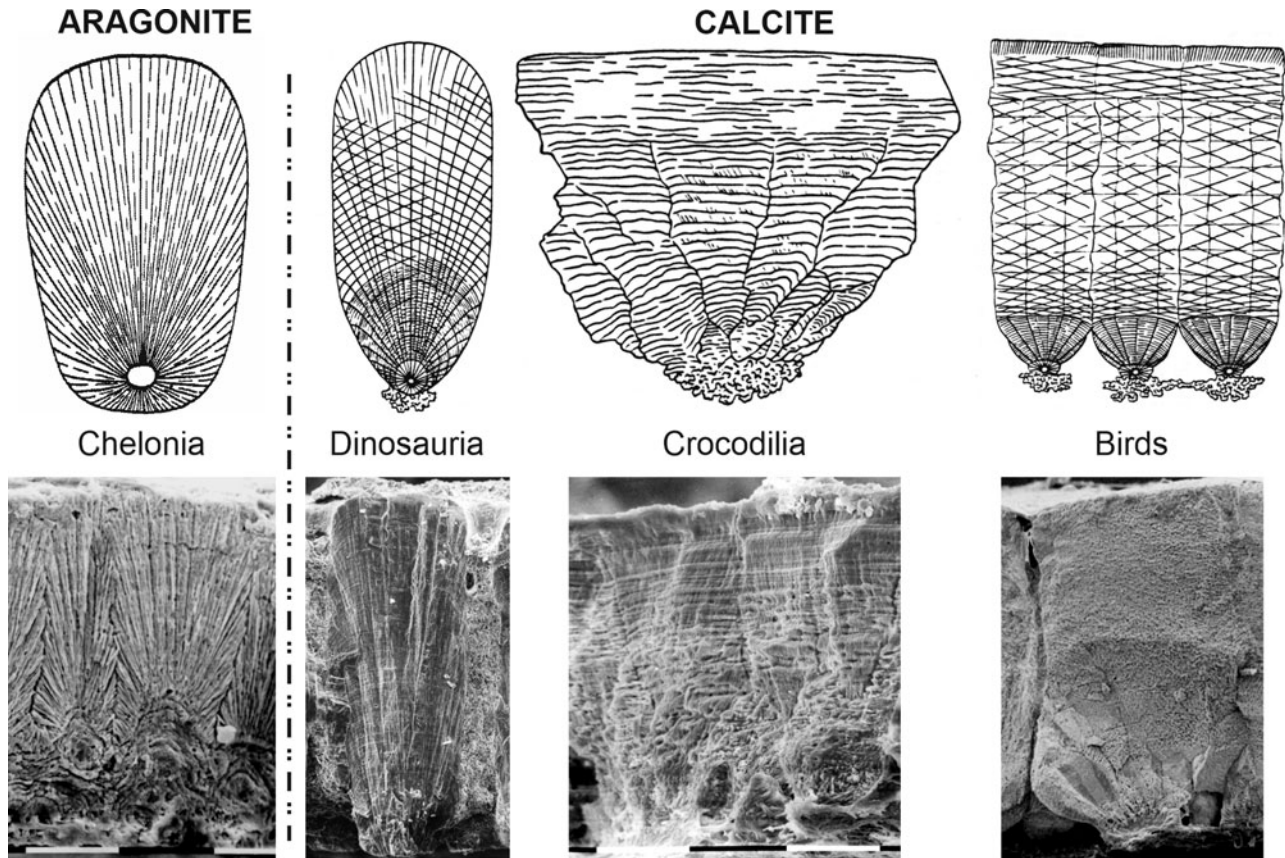 ARAGONITE
CALCITE
Chelonia
Dinosauria
Crocodilia
Birds